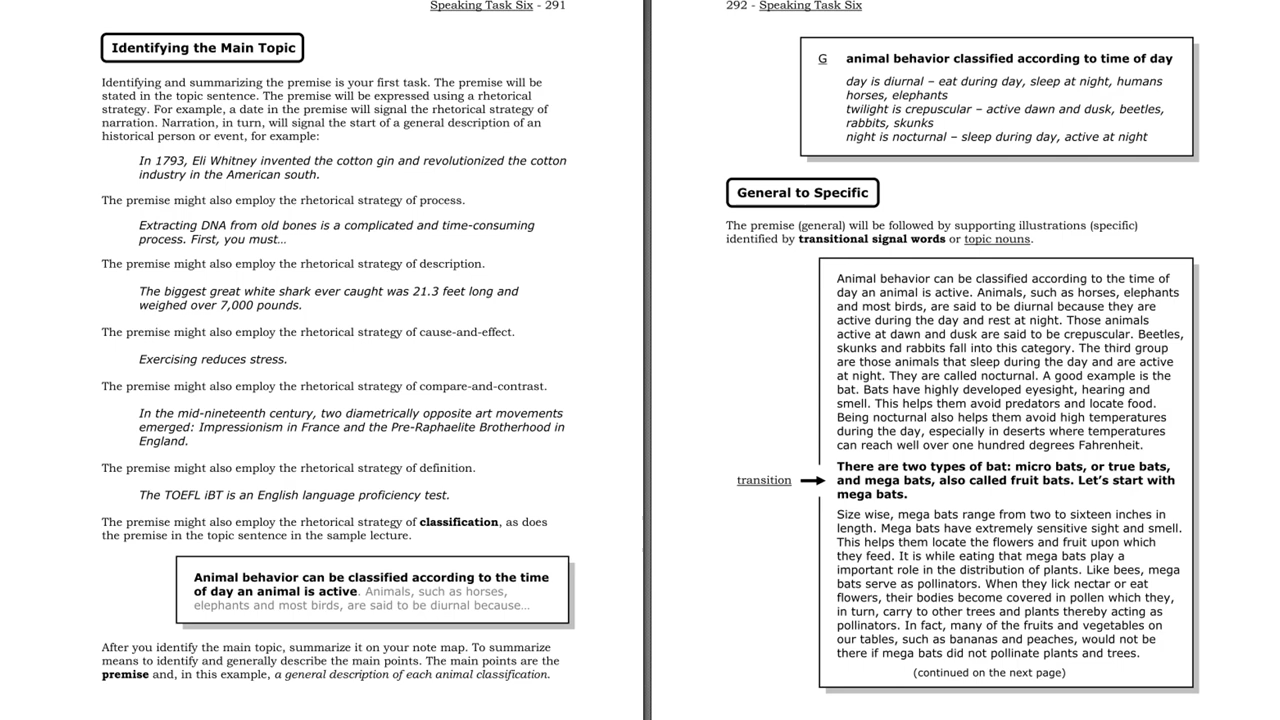 Speaking Task Six - 291
Identifying the Main Topic
Identifying and summarizing the premise is your first task. The premise will be
stated in the topic sentence. The premise will be expressed using a rhetorical
strategy. For example, a date in the premise will signal the rhetorical strategy of
narration. Narration, in turn, will signal the start of a general description of an
historical person or event, for example:
In 1793, Eli Whitney invented the cotton gin and revolutionized the cotton
industry in the American south.
The premise might also employ the rhetorical strategy of process.
Extracting DNA from old bones is a complicated and time-consuming
process. First, you must…
The premise might also employ the rhetorical strategy of description.
The biggest great white shark ever caught was 21.3 feet long and
weighed over 7,000 pounds.
The premise might also employ the rhetorical strategy of cause-and-effect.
Exercising reduces stress.
The premise might also employ the rhetorical strategy of compare-and-contrast.
In the mid-nineteenth century, two diametrically opposite art movements
emerged: Impressionism in France and the Pre-Raphaelite Brotherhood in
England.
The premise might also employ the rhetorical strategy of definition.
The TOEFL iBT is an English language proficiency test.
The premise might also employ the rhetorical strategy of classification, as does
the premise in the topic sentence in the sample lecture.
Animal behavior can be classified according to the time
of day an animal is active. Animals, such as horses,
elephants and most birds, are said to be diurnal because…
After you identify the main topic, summarize it on your note map. To summarize
means to identify and generally describe the main points. The main points are the
premise and, in this example, a general description of each animal classification.
292 - Speaking Task Six
G animal behavior classified according to time of day
day is diurnal – eat during day, sleep at night, humans
horses, elephants
twilight is crepuscular – active dawn and dusk, beetles,
rabbits, skunks
night is nocturnal – sleep during day, active at night
General to Specific
The premise (general) will be followed by supporting illustrations (specific)
identified by transitional signal words or topic nouns.
Animal behavior can be classified according to the time of
day an animal is active. Animals, such as horses, elephants
and most birds, are said to be diurnal because they are
active during the day and rest at night. Those animals
active at dawn and dusk are said to be crepuscular. Beetles,
skunks and rabbits fall into this category. The third group
are those animals that sleep during the day and are active
at night. They are called nocturnal. A good example is the
bat. Bats have highly developed eyesight, hearing and
smell. This helps them avoid predators and locate food.
Being nocturnal also helps them avoid high temperatures
during the day, especially in deserts where temperatures
can reach well over one hundred degrees Fahrenheit.
There are two types of bat: micro bats, or true bats,
transition and mega bats, also called fruit bats. Let's start with
mega bats.
Size wise, mega bats range from two to sixteen inches in
length. Mega bats have extremely sensitive sight and smell.
This helps them locate the flowers and fruit upon which
they feed. It is while eating that mega bats play a
important role in the distribution of plants. Like bees, mega
bats serve as pollinators. When they lick nectar or eat
flowers, their bodies become covered in pollen which they,
in turn, carry to other trees and plants thereby acting as
pollinators. In fact, many of the fruits and vegetables on
our tables, such as bananas and peaches, would not be
there if mega bats did not pollinate plants and trees.
(continued on the next page)